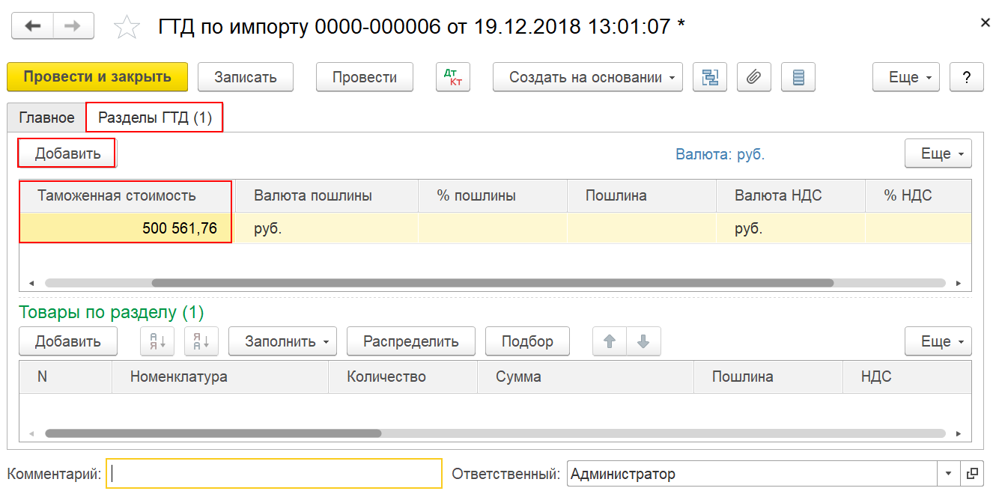 ГТД по импорту 0000-000006 от 19.12.2018 13:01:07 *
Провести и закрыть Записать Провести Дт Кт Создать на основании Еще ?
Главное Разделы ГТД (1)
Добавить Валюта: руб. Еще
Таможенная стоимость Валюта пошлины % пошлины Пошлина Валюта НДС % НДС
500 561,76 руб. руб.
Товары по разделу (1)
Добавить А Я Я А Заполнить Распределить Подбор Еще
N Номенклатура Количество Сумма Пошлина НДС
Комментарий: Ответственный: Администратор